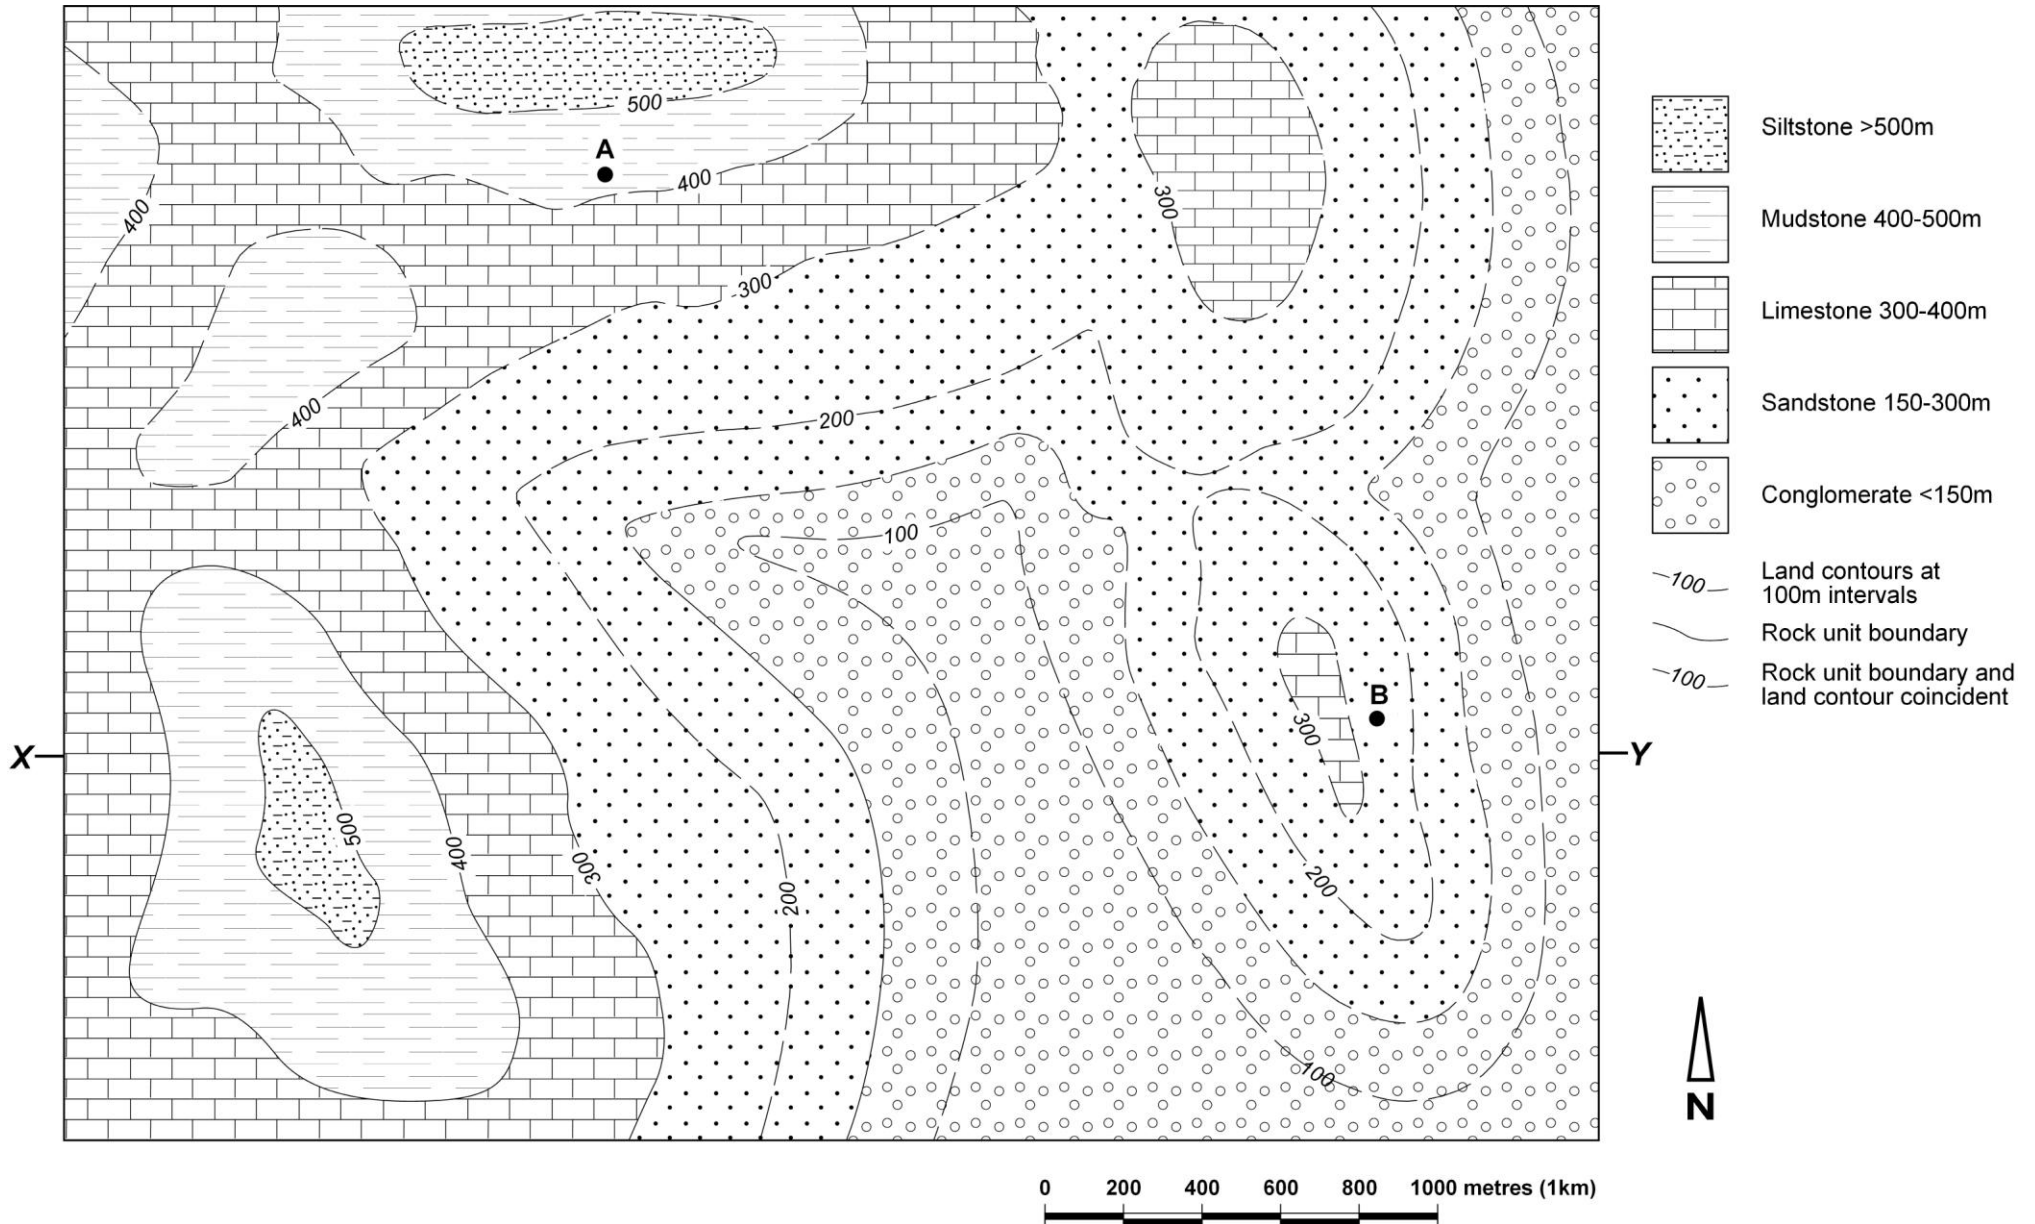 500
A
400
400
300
300
400
200
100
X
500
400
300
200
B
300
200
100
Y
Siltstone >500m
Mudstone 400-500m
Limestone 300-400m
Sandstone 150-300m
Conglomerate <150m
100
Land contours at
100m intervals
Rock unit boundary
100
Rock unit boundary and
land contour coincident
N
0 200 400 600 800 1000 metres (1km)